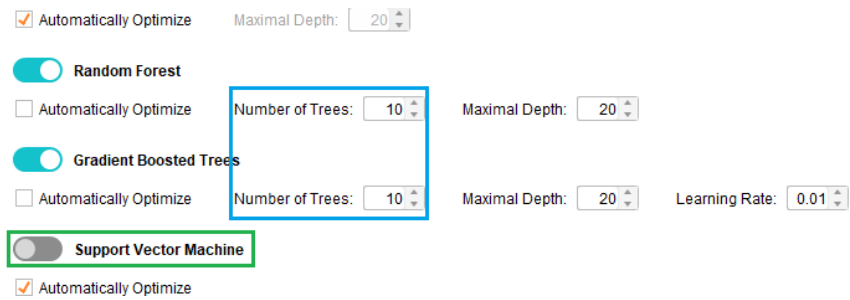 Automatically Optimize Maximal Depth: 20
Random Forest
Automatically Optimize Number of Trees: 10 Maximal Depth: 20
Gradient Boosted Trees
Automatically Optimize Number of Trees: 10 Maximal Depth: 20 Learning Rate: 0.01
Support Vector Machine
Automatically Optimize